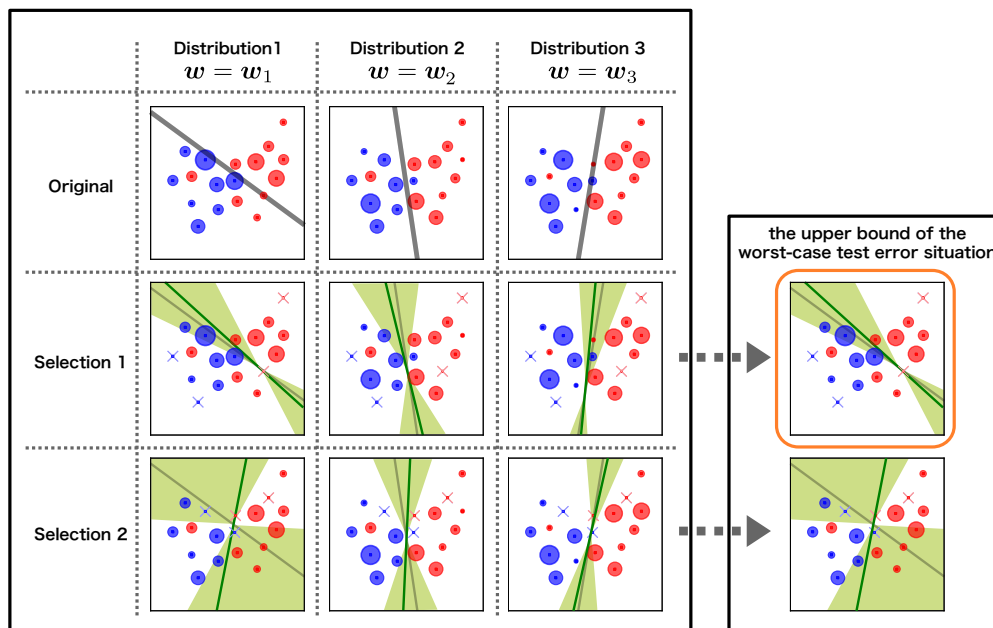 Distribution1
w = w₁
Distribution 2
w = w₂
Distribution 3
w = w₃
Original
Selection 1
Selection 2
the upper bound of the
worst-case test error situation